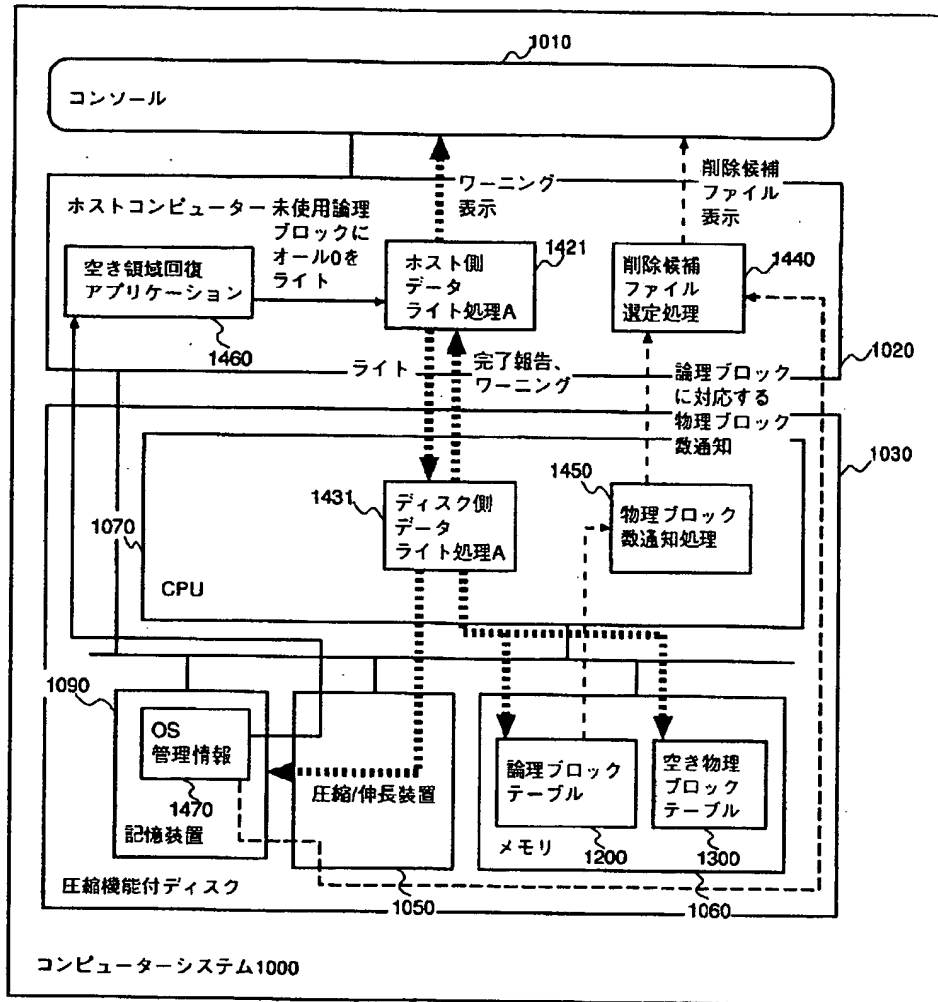 1010
コンソール
ワーニング
表示
削除候補
ファイル
表示
ホストコンピューター
未使用論理
ブロックに
オール0を
ライト
空き領域回復
アプリケーション
1460
1421
ホスト側
データ
ライト処理A
1440
削除候補
ファイル
選定処理
1020
ライト
完了報告、
ワーニング
論理ブロック
に対応する
物理ブロック
数通知
1030
1070
1431
ディスク側
データ
ライト処理A
1450
物理ブロック
数通知処理
CPU
1090
OS
管理情報
1470
記憶装置
圧縮/伸長装置
1050
論理ブロック
テーブル
1200
空き物理
ブロック
テーブル
1300
メモリ
1060
圧縮機能付ディスク
コンピューターシステム1000